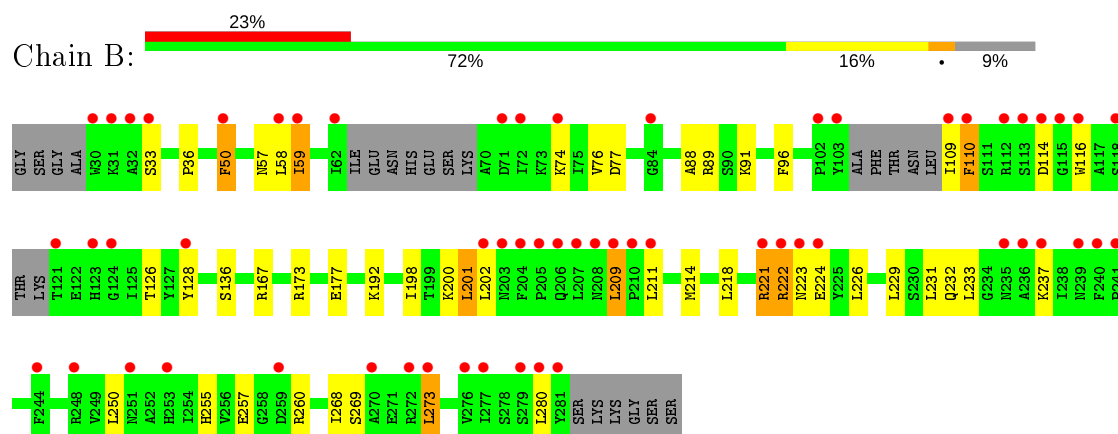 23%
Chain B:
72% 16% • 9%
GLY SER GLY ALA W30 K31 A32 S33 P36 F50 N57 L58 I59 I62 ILE GLU ASN HIS GLU SER LYS A70 D71 I72 K73 K74 I75 V76 D77 G84 A88 R89 S90 K91 F96 P102 Y103 ALA PHE THR ASN LEU I109 F110 S111 R112 S113 D114 G115 W116 A117 S118
THR LYS T121 E122 H123 G124 I125 T126 Y127 Y128 S136 R167 R173 E177 K192 I198 T199 K200 L201 L202 N203 F204 P205 Q206 L207 N208 L209 P210 L211 M214 L218 R221 R222 N223 E224 Y225 L226 L229 S230 L231 Q232 L233 G234 N235 A236 K237 I238 N239 F240
F244 R248 V249 L250 N251 A252 H253 I254 H255 V256 E257 G258 D259 R260 I268 S269 A270 E271 R272 L273 V276 I277 S278 S279 L280 Y281 SER LYS LYS GLY SER SER